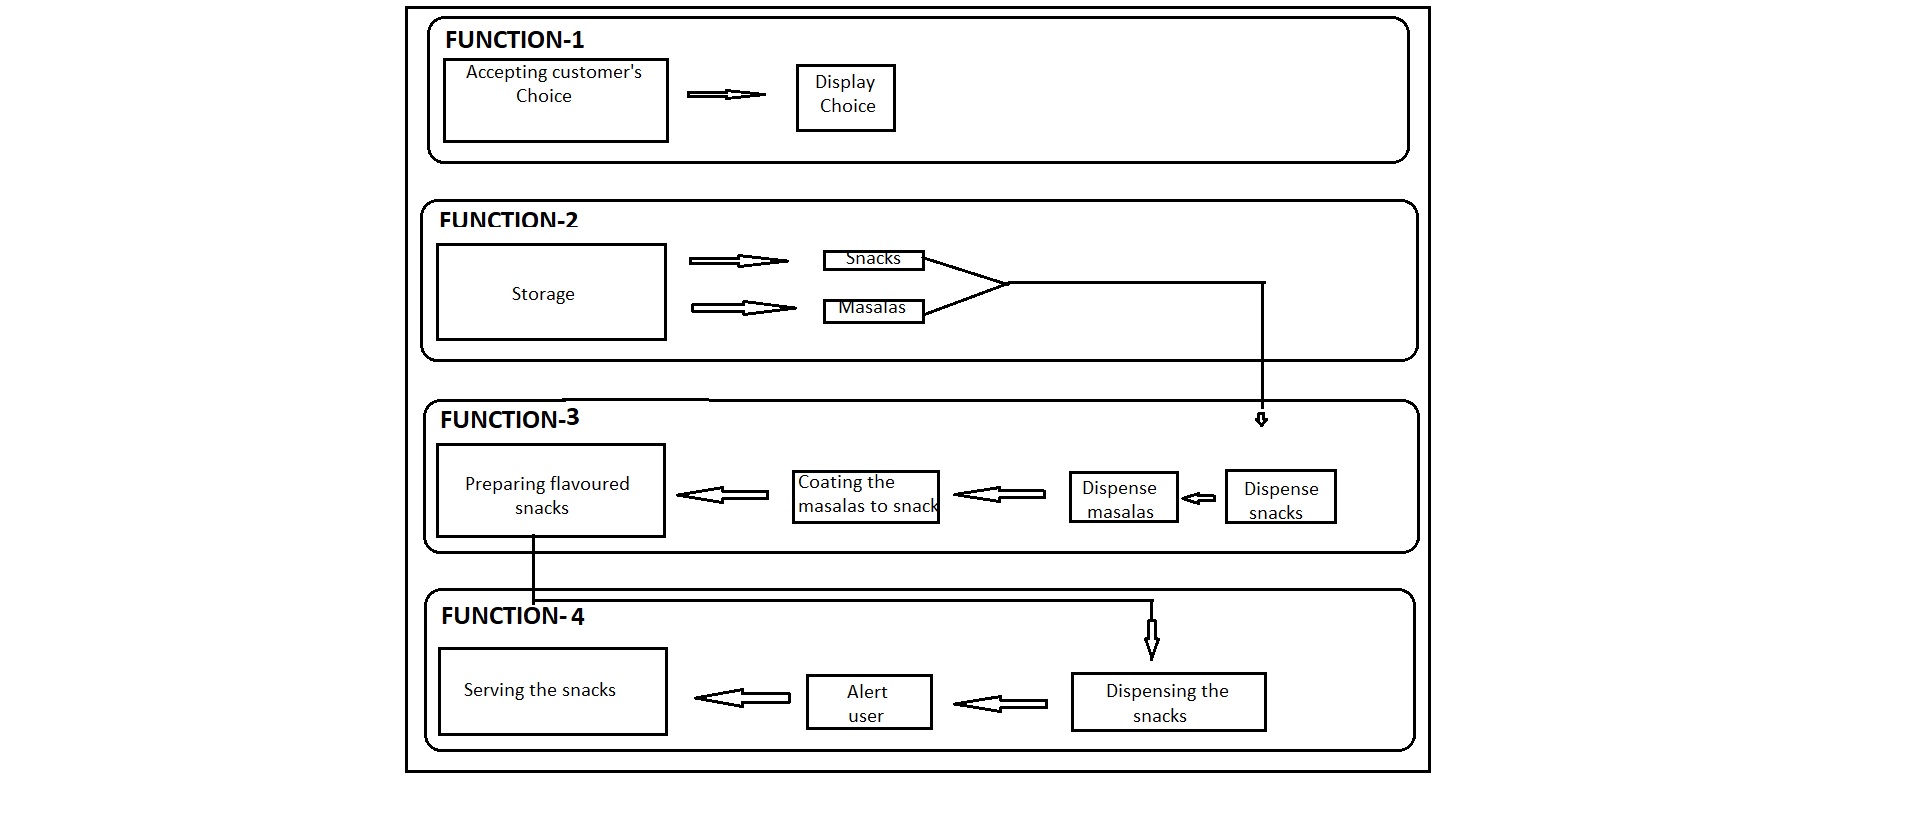 FUNCTION-1
Accepting customer's
Choice
Display
Choice
FUNCTION-2
Storage
Snacks
Masalas
FUNCTION-3
Preparing flavoured
snacks
Coating the
masalas to snack
Dispense
masalas
Dispense
snacks
FUNCTION-4
Serving the snacks
Alert
user
Dispensing the
snacks